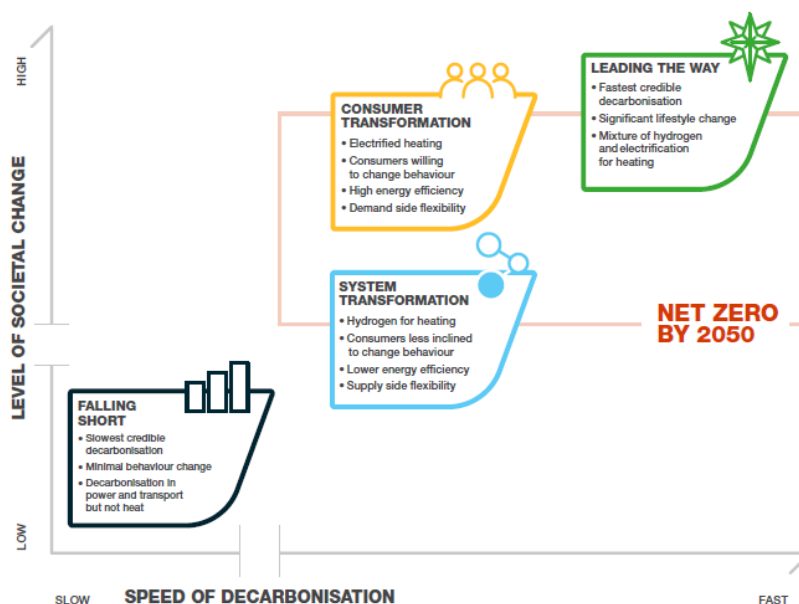 HIGH
LEVEL OF SOCIETAL CHANGE
LOW
LEADING THE WAY
• Fastest credible
decarbonisation
• Significant lifestyle change
• Mixture of hydrogen
and electrification
for heating
CONSUMER
TRANSFORMATION
• Electrified heating
• Consumers willing
to change behaviour
• High energy efficiency
• Demand side flexibility
SYSTEM
TRANSFORMATION
• Hydrogen for heating
• Consumers less inclined
to change behaviour
• Lower energy efficiency
• Supply side flexibility
NET ZERO
BY 2050
FALLING
SHORT
• Slowest credible
decarbonisation
• Minimal behaviour change
• Decarbonisation in
power and transport
but not heat
SLOW
SPEED OF DECARBONISATION
FAST